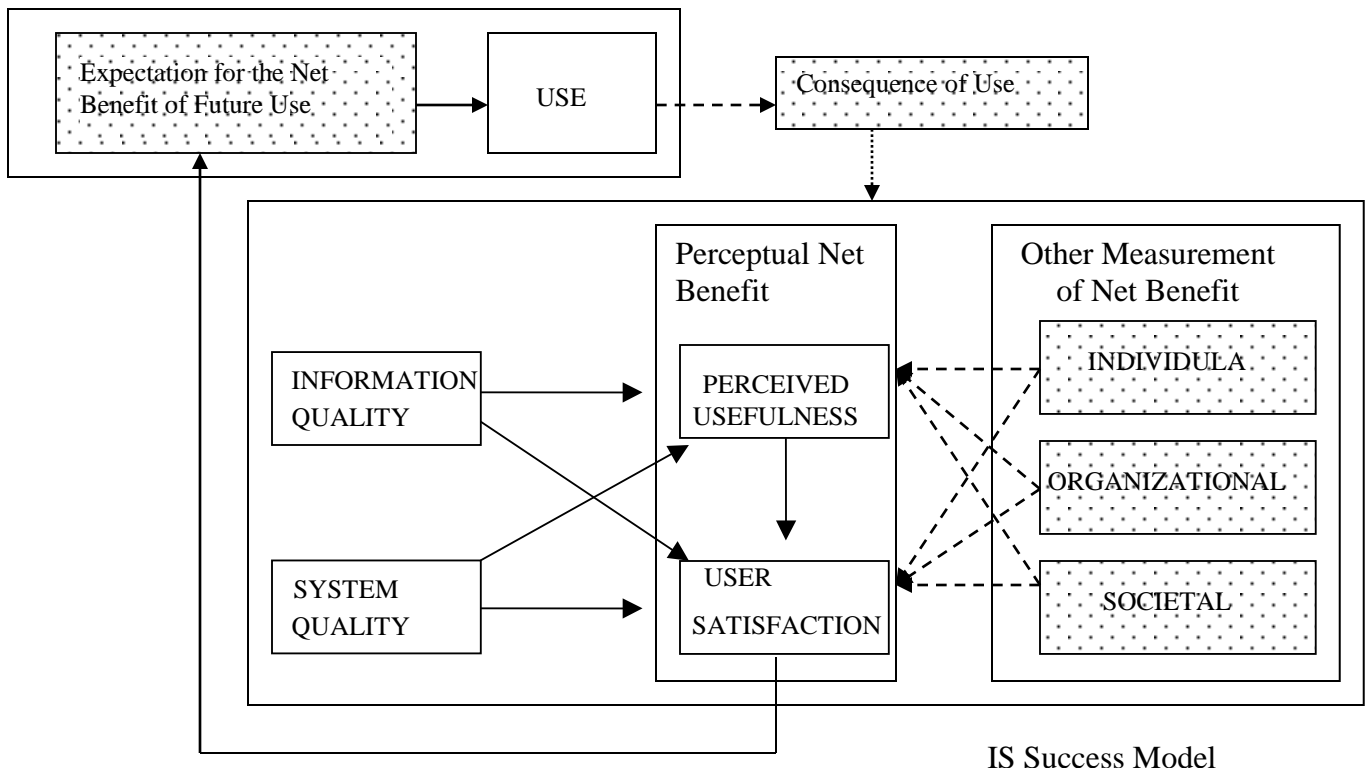 Expectation for the Net
Benefit of Future Use
USE
Consequence of Use
Perceptual Net
Benefit
Other Measurement
of Net Benefit
INFORMATION
QUALITY
PERCEIVED
USEFULNESS
INDIVIDULA
ORGANIZATIONAL
SYSTEM
QUALITY
USER
SATISFACTION
SOCIETAL
IS Success Model